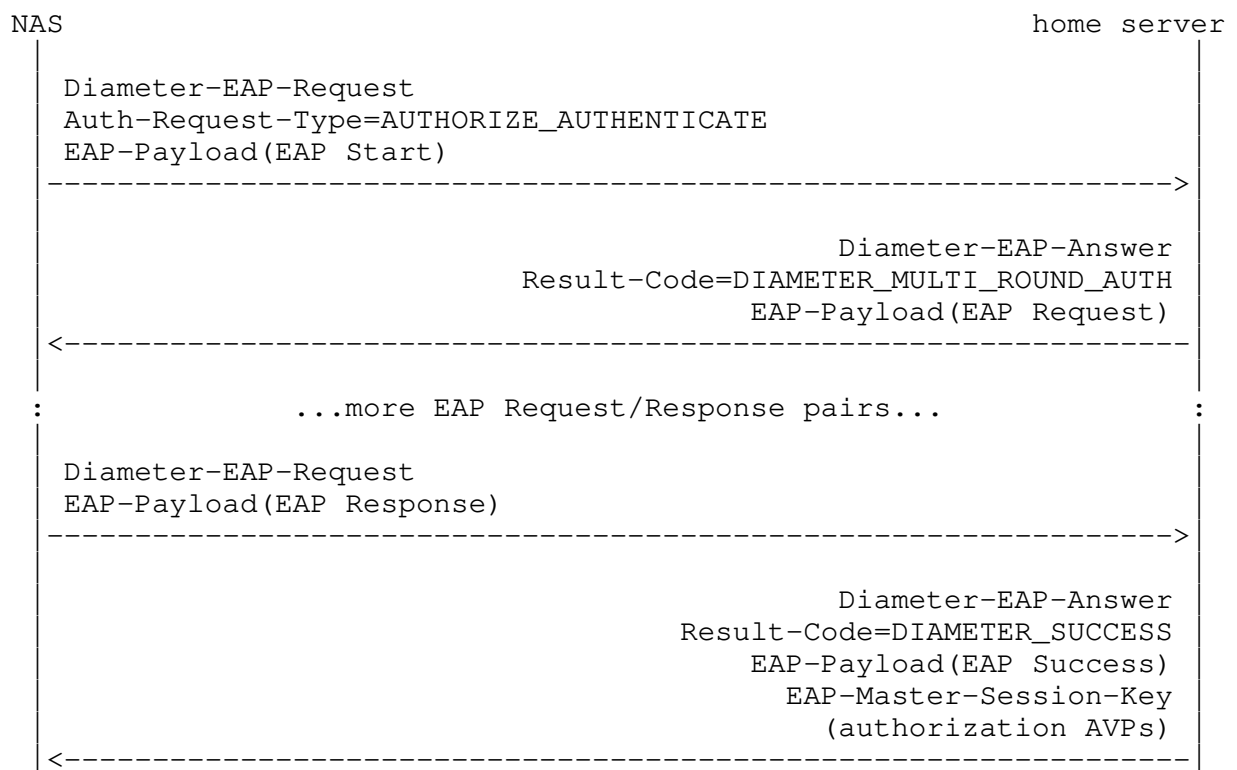 NAS home server
Diameter-EAP-Request
Auth-Request-Type=AUTHORIZE_AUTHENTICATE
EAP-Payload(EAP Start)
Diameter-EAP-Answer
Result-Code=DIAMETER_MULTI_ROUND_AUTH
EAP-Payload(EAP Request)
...more EAP Request/Response pairs...
Diameter-EAP-Request
EAP-Payload(EAP Response)
Diameter-EAP-Answer
Result-Code=DIAMETER_SUCCESS
EAP-Payload(EAP Success)
EAP-Master-Session-Key
(authorization AVPs)